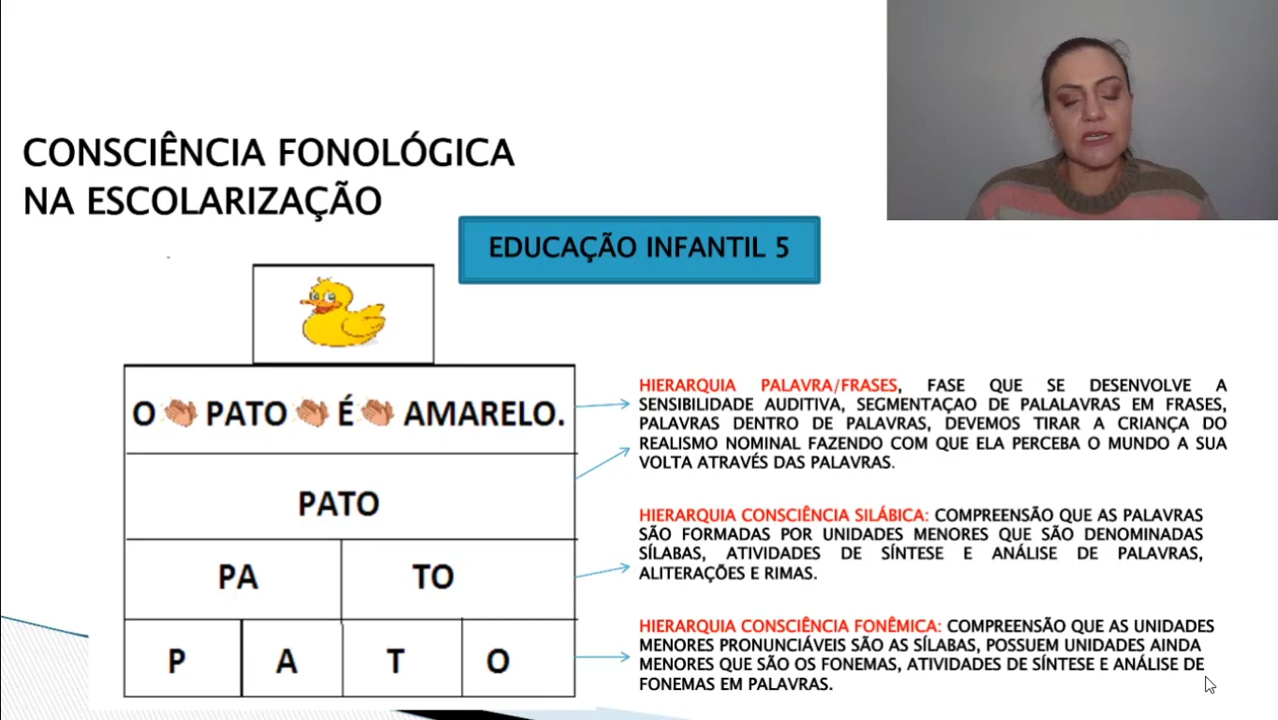 CONSCIÊNCIA FONOLÓGICA
NA ESCOLARIZAÇÃO
EDUCAÇÃO INFANTIL 5
O PATO É AMARELO.
PATO
PA TO
P A T O
HIERARQUIA PALAVRA/FRASES, FASE QUE SE DESENVOLVE A
SENSIBILIDADE AUDITIVA, SEGMENTAÇAO DE PALALAVRAS EM FRASES,
PALAVRAS DENTRO DE PALAVRAS, DEVEMOS TIRAR A CRIANÇA DO
REALISMO NOMINAL FAZENDO COM QUE ELA PERCEBA O MUNDO A SUA
VOLTA ATRAVÉS DAS PALAVRAS.
HIERARQUIA CONSCIÊNCIA SILÁBICA: COMPREENSÃO QUE AS PALAVRAS
SÃO FORMADAS POR UNIDADES MENORES QUE SÃO DENOMINADAS
SÍLABAS, ATIVIDADES DE SÍNTESE E ANÁLISE DE PALAVRAS,
ALITERAÇÕES E RIMAS.
HIERARQUIA CONSCIÊNCIA FONÊMICA: COMPREENSÃO QUE AS UNIDADES
MENORES PRONUNCIÁVEIS SÃO AS SÍLABAS, POSSUEM UNIDADES AINDA
MENORES QUE SÃO OS FONEMAS, ATIVIDADES DE SÍNTESE E ANÁLISE DE
FONEMAS EM PALAVRAS.